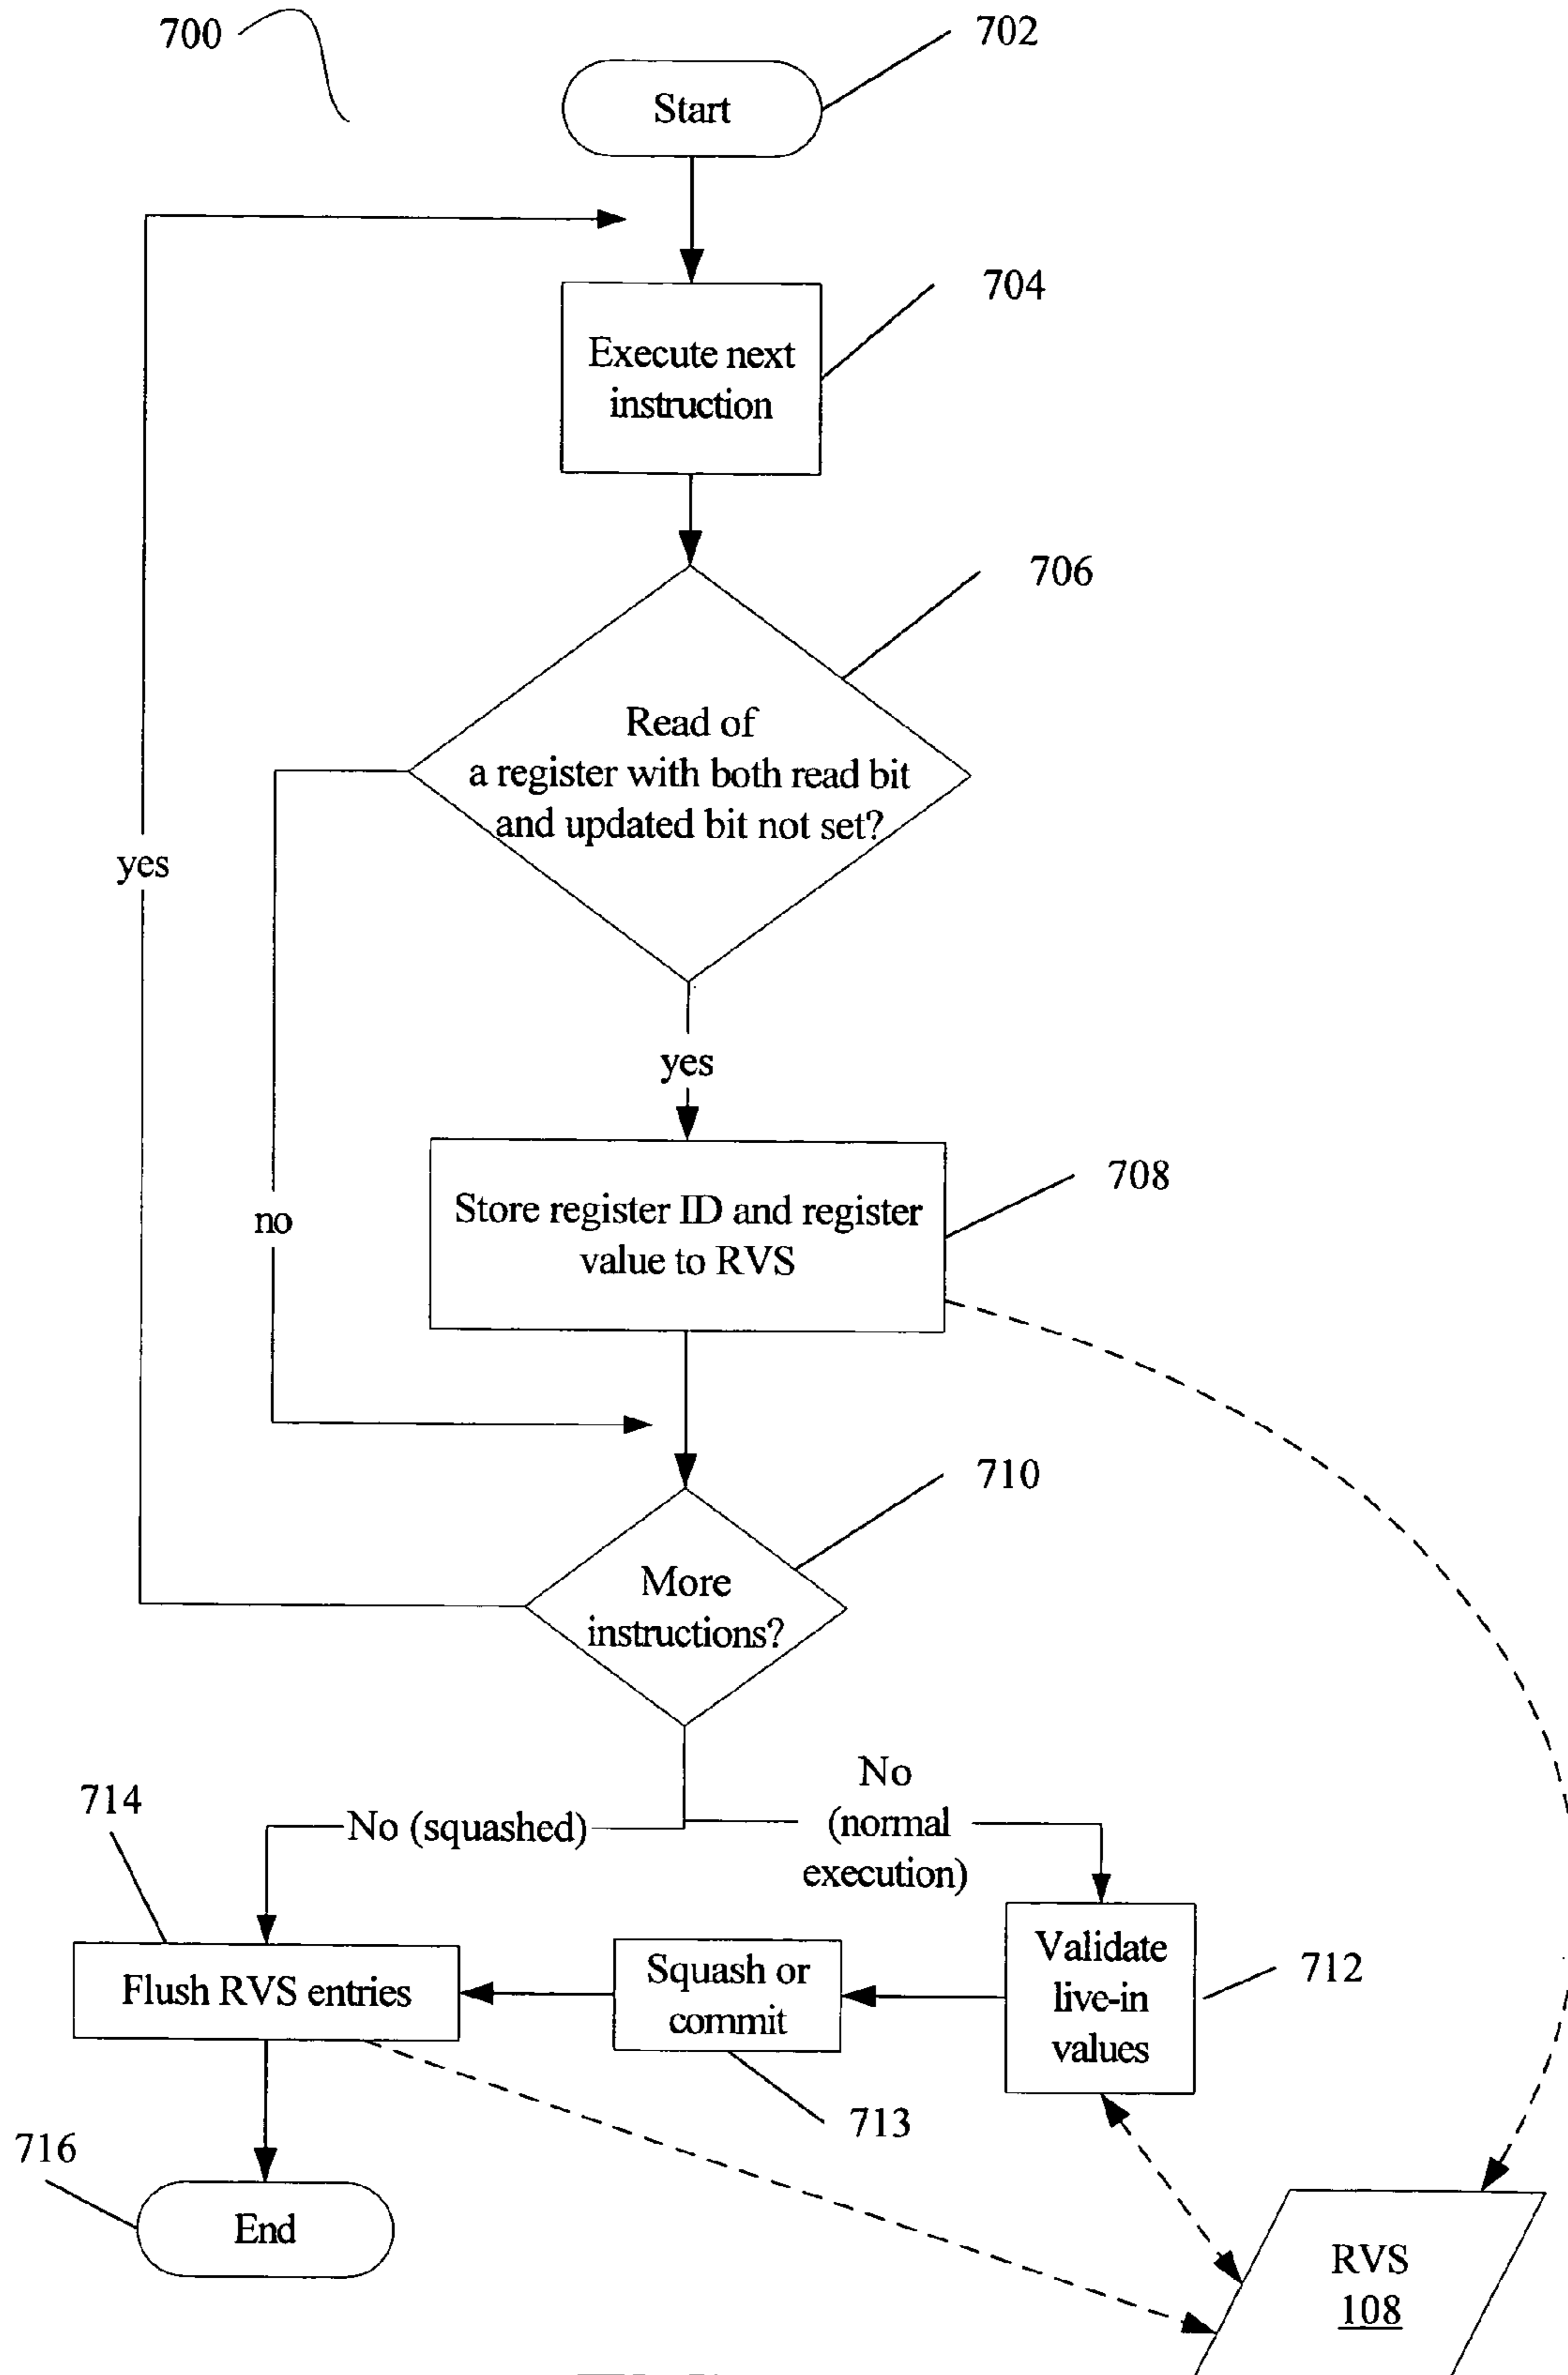 700
702
Start
704
Execute next
instruction
706
Read of
a register with both read bit
and updated bit not set?
yes
yes
708
Store register ID and register
value to RVS
no
710
More
instructions?
No
(normal
execution)
714
No (squashed)
Flush RVS entries
Squash or
commit
Validate
live-in
values
712
713
716
End
RVS
108